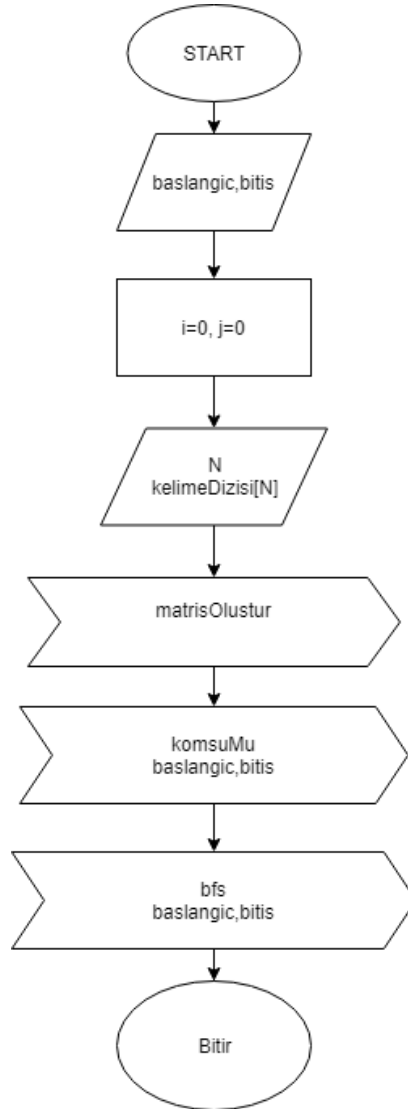 START
baslangic,bitis
i=0, j=0
N
kelimeDizisi[N]
matrisOlustur
komsuMu
baslangic,bitis
bfs
baslangic,bitis
Bitir